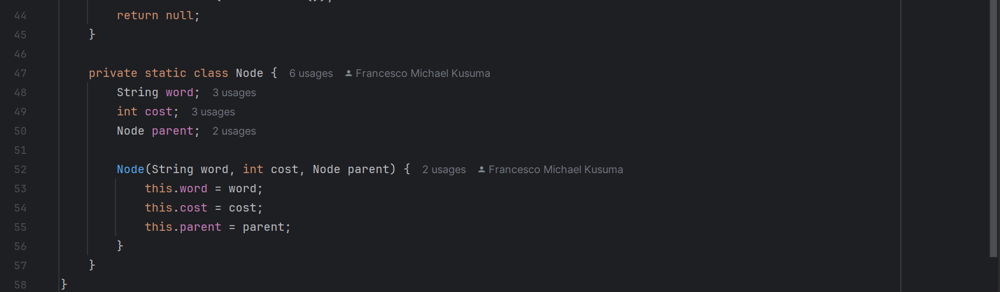 44 return null;
45 }
46
47 private static class Node { 6 usages Francesco Michael Kusuma
48 String word; 3 usages
49 int cost; 3 usages
50 Node parent; 2 usages
51
52 Node(String word, int cost, Node parent) { 2 usages Francesco Michael Kusuma
53 this.word = word;
54 this.cost = cost;
55 this.parent = parent;
56 }
57 }
58 }